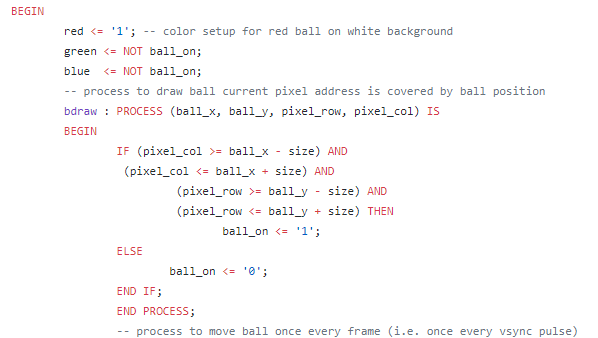 BEGIN
red <= '1'; -- color setup for red ball on white background
green <= NOT ball_on;
blue  <= NOT ball_on;
-- process to draw ball current pixel address is covered by ball position
bdraw : PROCESS (ball_x, ball_y, pixel_row, pixel_col) IS
BEGIN
IF (pixel_col >= ball_x - size) AND
(pixel_col <= ball_x + size) AND
(pixel_row >= ball_y - size) AND
(pixel_row <= ball_y + size) THEN
ball_on <= '1';
ELSE
ball_on <= '0';
END IF;
END PROCESS;
-- process to move ball once every frame (i.e. once every vsync pulse)